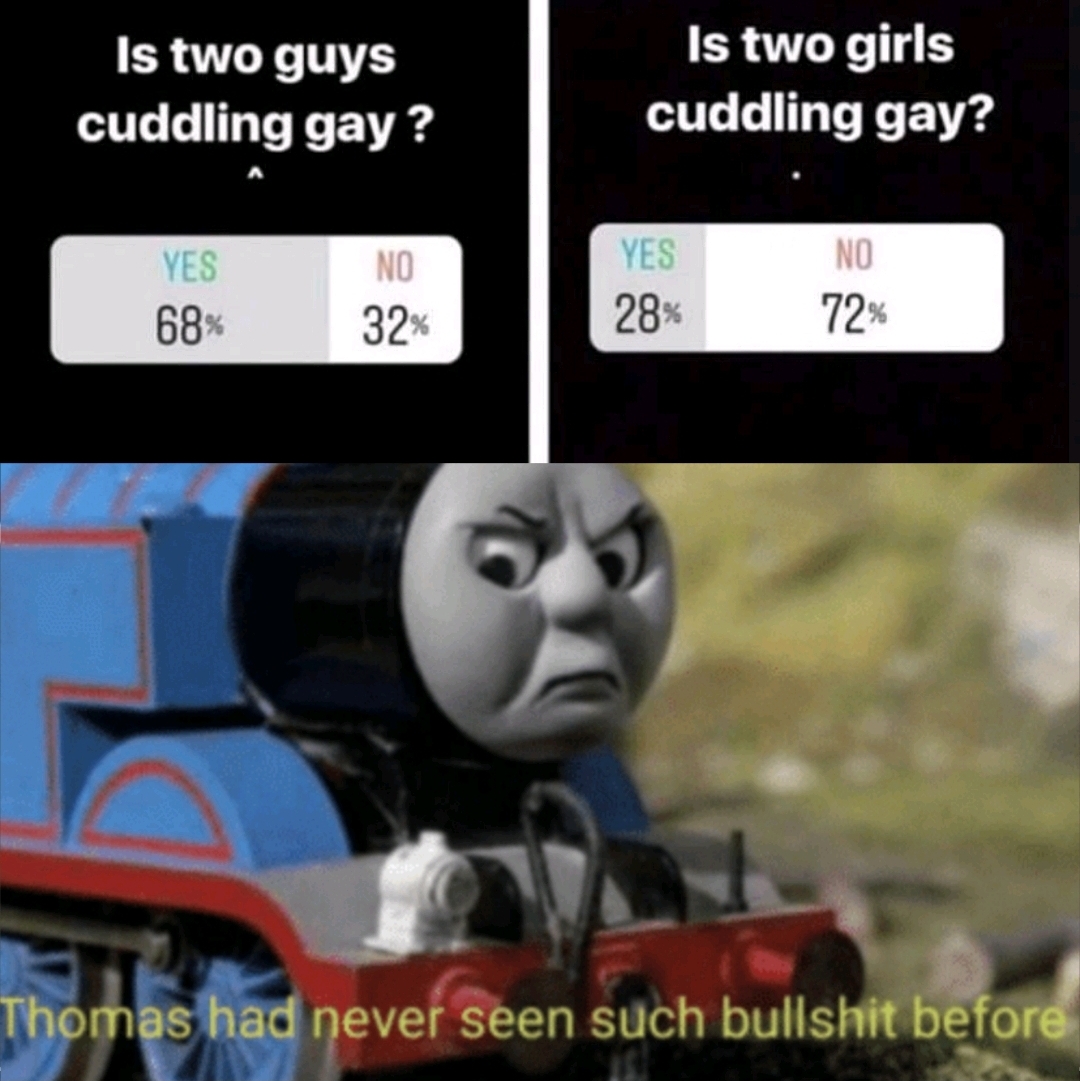 Is two guys
cuddling gay ?
^
YES NO
68% 32%
Is two girls
cuddling gay?
.
YES NO
28% 72%
Thomas had never seen such bullshit before